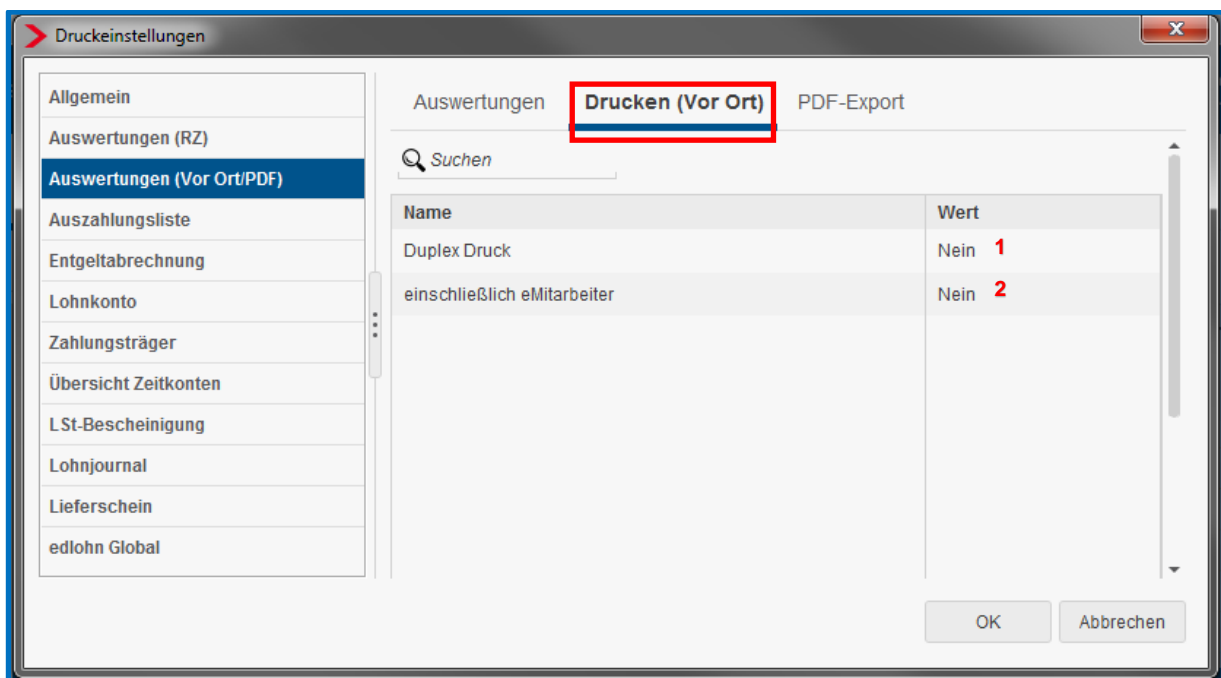 Druckeinstellungen
x
Allgemein
Auswertungen (RZ)
Auswertungen (Vor Ort/PDF)
Auszahlungsliste
Entgeltabrechnung
Lohnkonto
Zahlungsträger
Übersicht Zeitkonten
LSt-Bescheinigung
Lohnjournal
Lieferschein
edlohn Global
Auswertungen Drucken (Vor Ort) PDF-Export
Suchen
Name Wert
Duplex Druck Nein 1
einschließlich eMitarbeiter Nein 2
OK Abbrechen